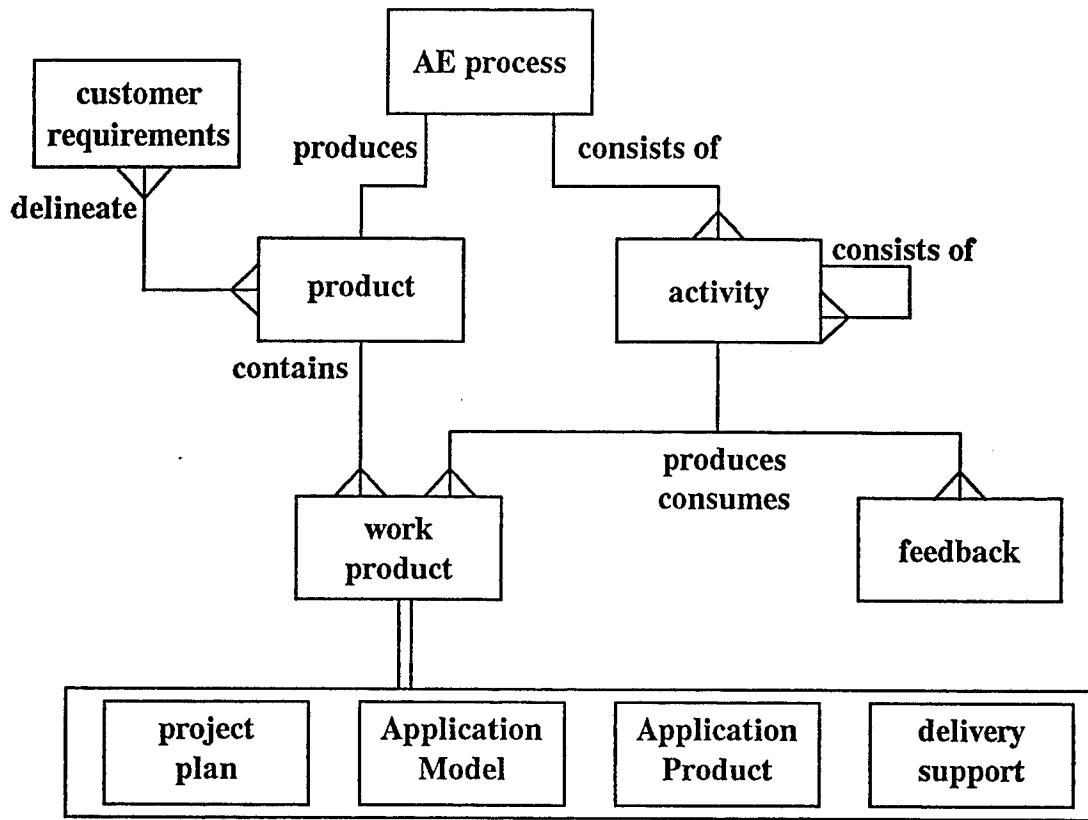 AE process
customer
requirements
produces
consists of
delineate
product
activity
consists of
contains
produces
consumes
work
product
feedback
project
plan
Application
Model
Application
Product
delivery
support